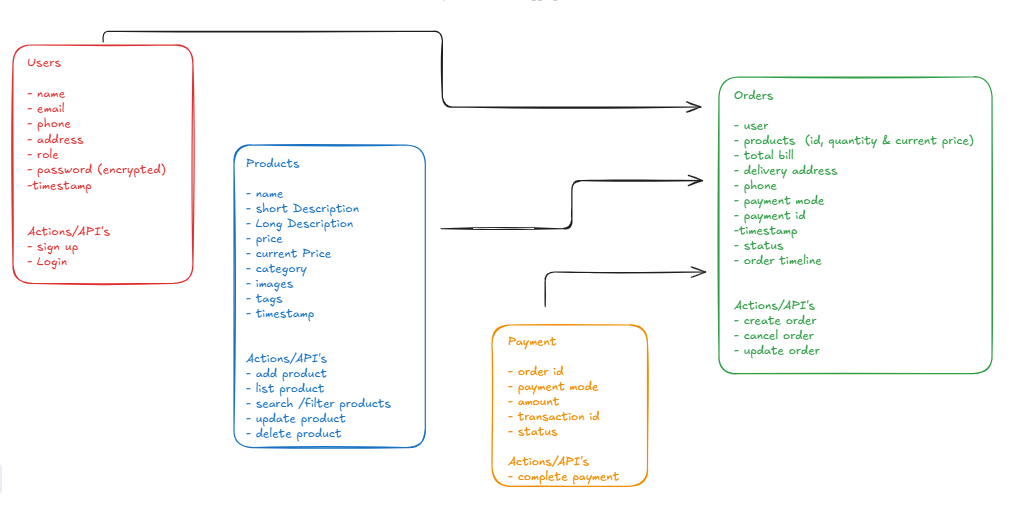 Users
- name
- email
- phone
- address
- role
- password (encrypted)
-timestamp
Actions/API's
- sign up
- Login
Products
- name
- short Description
- Long Description
- price
- current Price
- category
- images
- tags
- timestamp
Actions/API's
- add product
- list product
- search /filter products
- update product
- delete product
Payment
- order id
- payment mode
- amount
- transaction id
- status
Actions/API's
- complete payment
Orders
- user
- products  (id, quantity & current price)
- total bill
- delivery address
- phone
- payment mode
- payment id
-timestamp
- status
- order timeline
Actions/API's
- create order
- cancel order
- update order